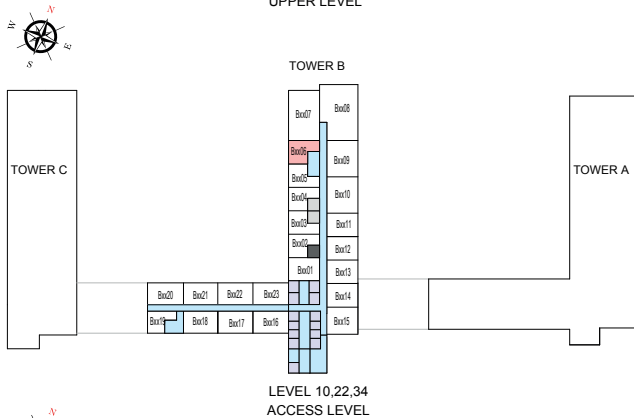 UPPER LEVEL
N
W
E
S
TOWER B
Bxx07
Bxx08
Bxx06
Bxx09
TOWER C
TOWER A
Bxx05
Bxx04
Bxx10
Bxx03
Bxx11
Bxx02
Bxx12
Bxx01
Bxx13
Bxx20
Bxx21
Bxx22
Bxx23
Bxx14
Bxx19
Bxx18
Bxx17
Bxx16
Bxx15
LEVEL 10,22,34
ACCESS LEVEL
N